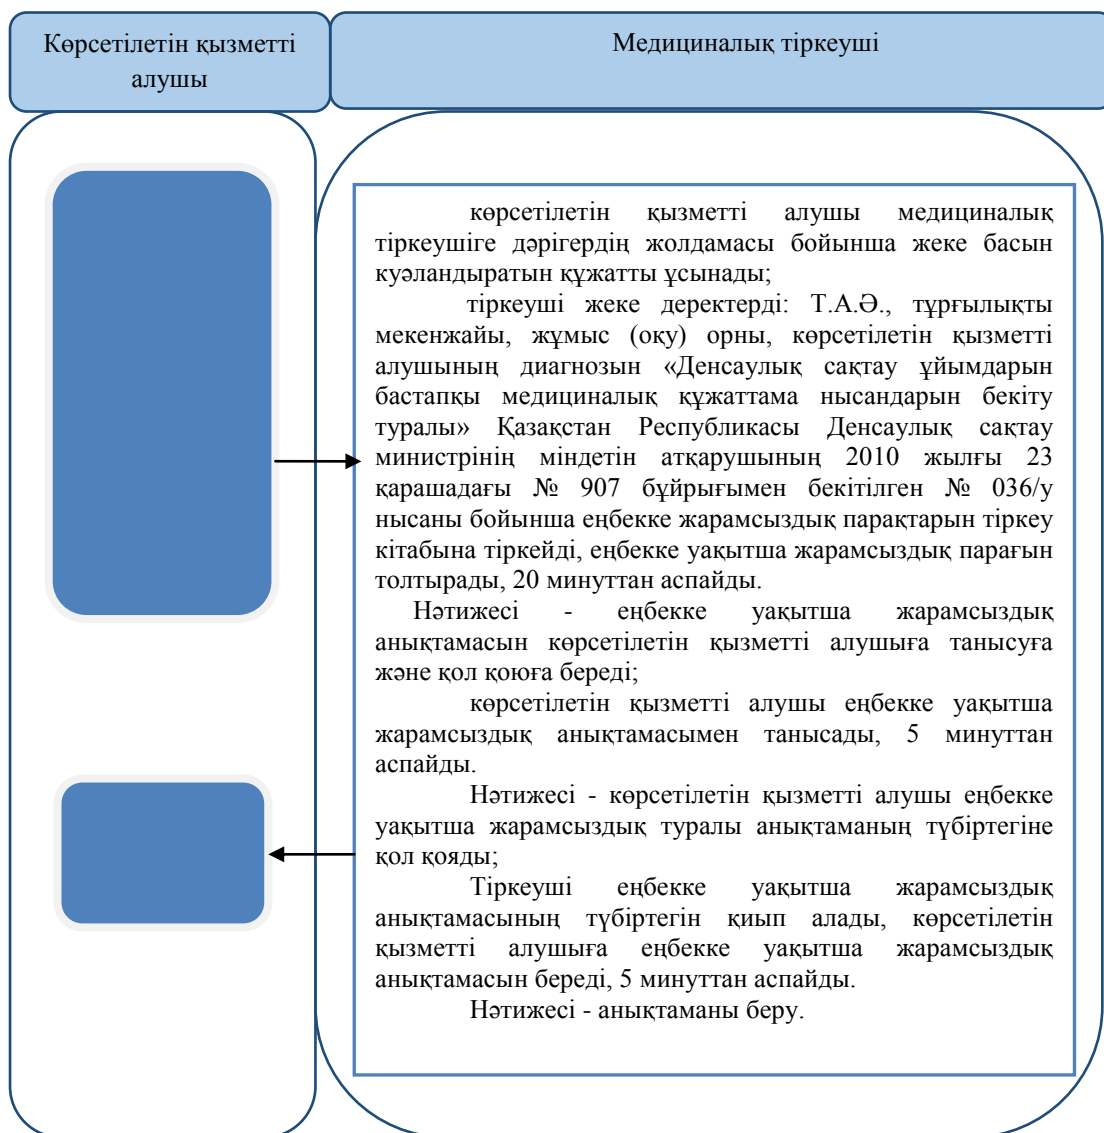 Көрсетілетін қызметті
алушы
Медициналық тіркеуші
көрсетілетін қызметті алушы медициналық
тіркеушіге дәрігердің жолдамасы бойынша жеке басын
куәландыратын құжатты ұсынады;
тіркеуші жеке деректерді: Т.А.Ә., тұрғылықты
мекенжайы, жұмыс (оқу) орны, көрсетілетін қызметті
алушының диагнозын «Денсаулық сақтау ұйымдарын
бастапқы медициналық құжаттама нысандарын бекіту
туралы» Қазақстан Республикасы Денсаулық сақтау
министрінің міндетін атқарушының 2010 жылғы 23
қарашадағы № 907 бұйрығымен бекітілген № 036/у
нысаны бойынша еңбекке жарамсыздық парақтарын тіркеу
кітабына тіркейді, еңбекке уақытша жарамсыздық парағын
толтырады, 20 минуттан аспайды.
Нәтижесі - еңбекке уақытша жарамсыздық
анықтамасын көрсетілетін қызметті алушыға танысуға
және қол қоюға береді;
көрсетілетін қызметті алушы еңбекке уақытша
жарамсыздық анықтамасымен танысады, 5 минуттан
аспайды.
Нәтижесі - көрсетілетін қызметті алушы еңбекке
уақытша жарамсыздық туралы анықтаманың түбіртегіне
қол қояды;
Тіркеуші еңбекке уақытша жарамсыздық
анықтамасының түбіртегін қиып алады, көрсетілетін
қызметті алушыға еңбекке уақытша жарамсыздық
анықтамасын береді, 5 минуттан аспайды.
Нәтижесі - анықтаманы беру.